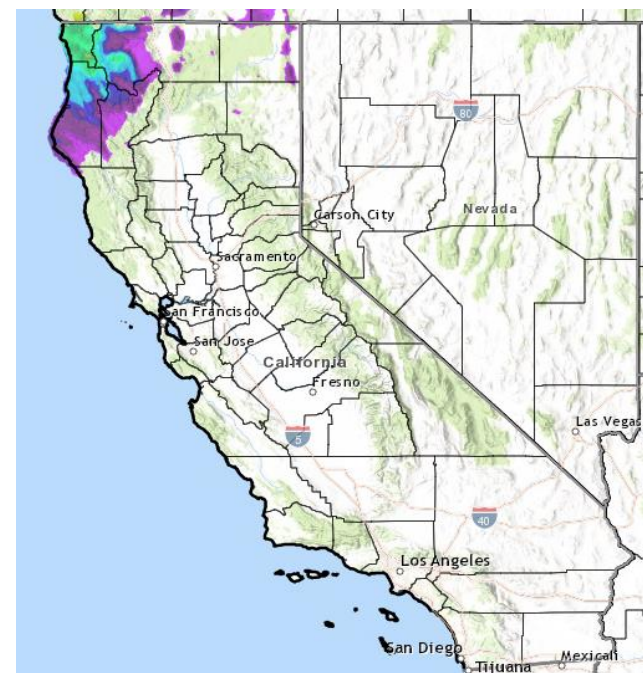 80
Nevada
Carson City
Sacramento
San Francisco
San Jose
California
Fresno
Las Vegas
5
40
Los Angeles
San Diego
Mexicali
Tijuana